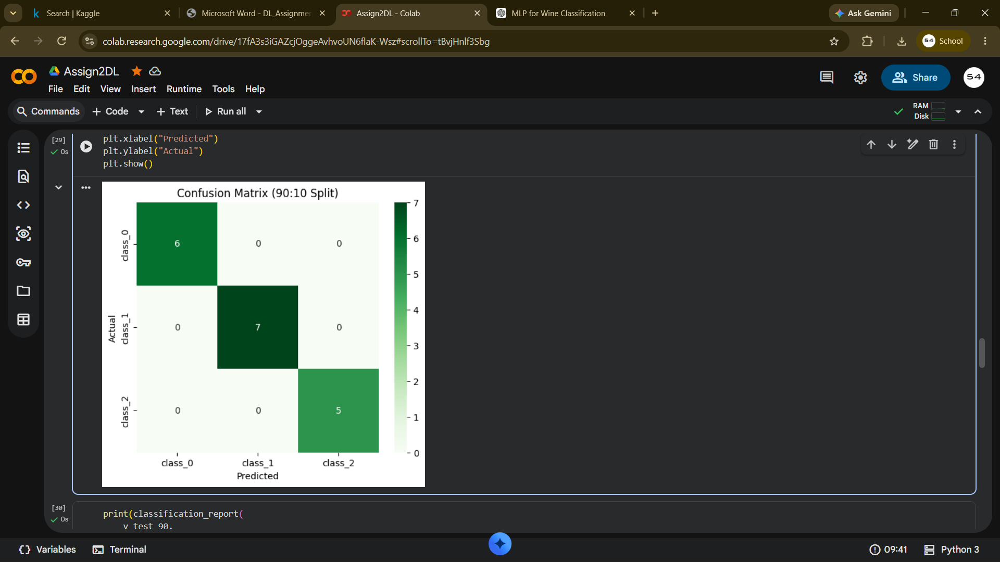 Search | Kaggle
Microsoft Word - DL_Assignmen
Assign2DL - Colab
MLP for Wine Classification
Ask Gemini
colab.research.google.com/drive/17fA3s3iGAZcjOggeAvhvoUN6flaK-Wsz#scrollTo=tBvjHnlf3Sbg
54 School
Assign2DL
File Edit View Insert Runtime Tools Help
Share
54
Commands + Code + Text Run all
RAM
Disk
[29]
0s
plt.xlabel("Predicted")
plt.ylabel("Actual")
plt.show()
Confusion Matrix (90:10 Split)
Actual
class_0
6 0 0
class_1
0 7 0
class_2
0 0 5
class_0 class_1 class_2
Predicted
7
6
5
4
3
2
1
0
[30]
0s
print(classification_report(
v test 90.
Variables Terminal
09:41 Python 3